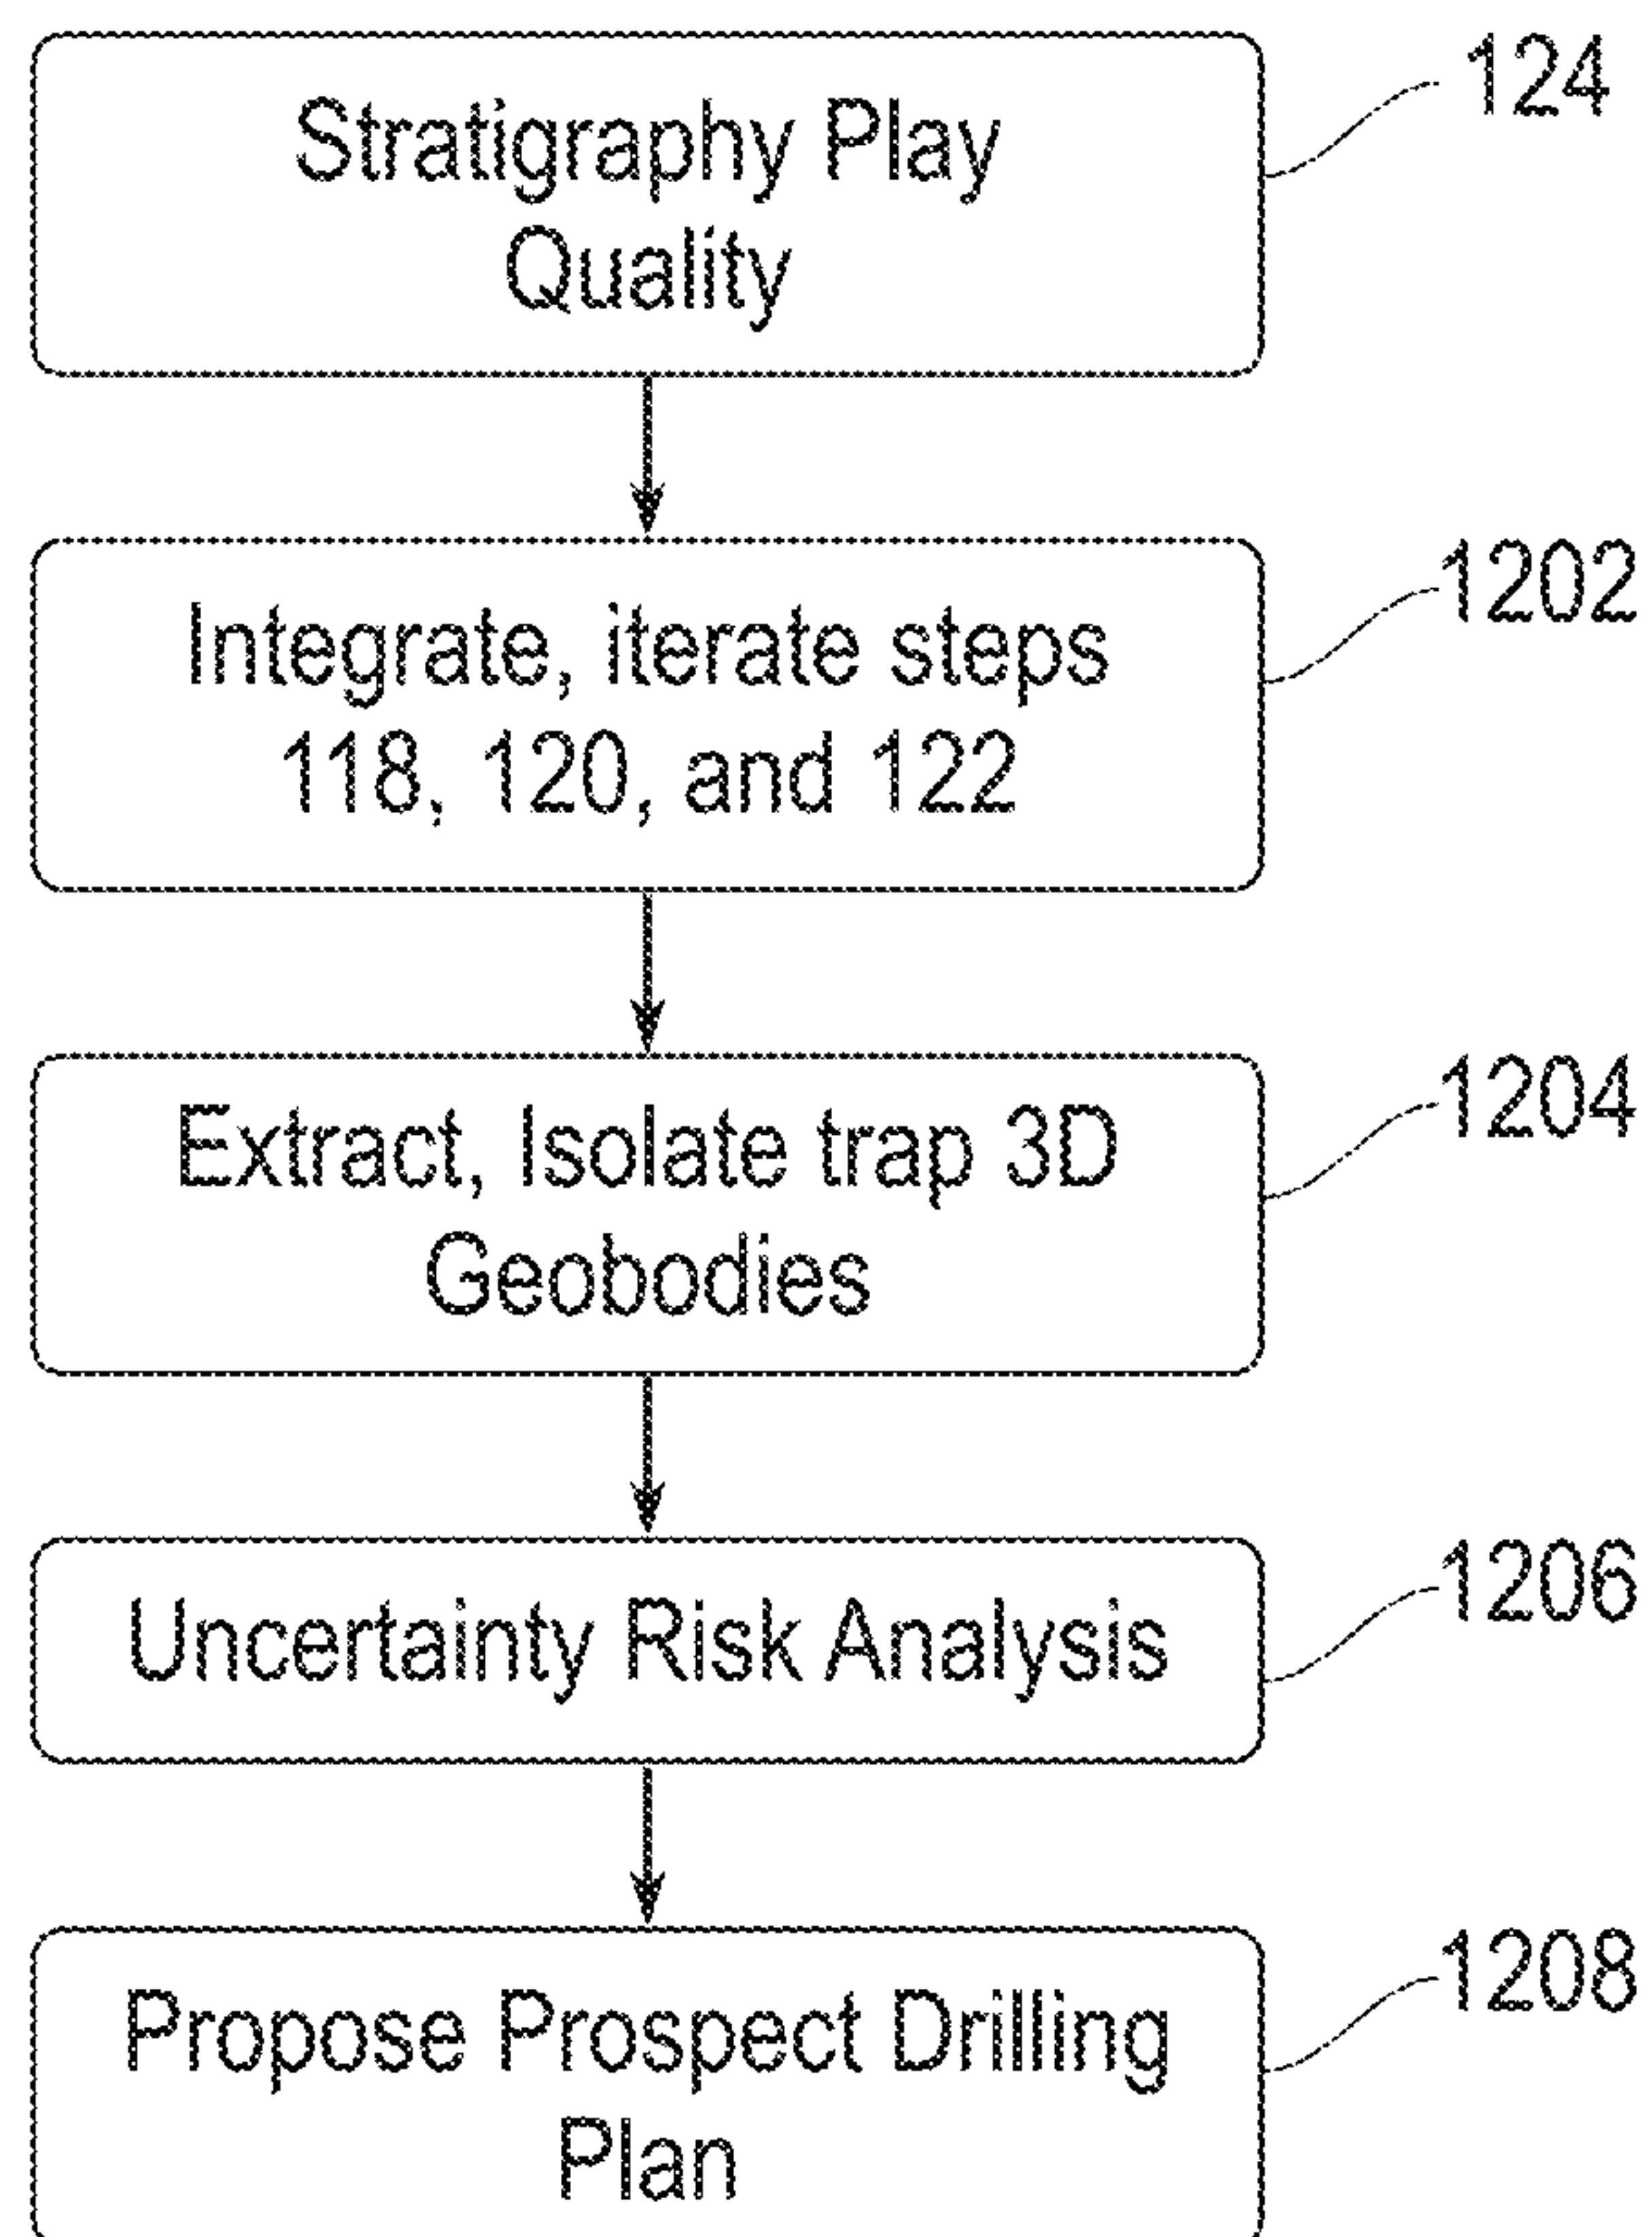 Stratigraphy Play
Quality
124
Integrate, iterate steps
118, 120, and 122
1202
Extract, Isolate trap 3D
Geobodies
1204
Uncertainty Risk Analysis
1206
Propose Prospect Drilling
Plan
1208